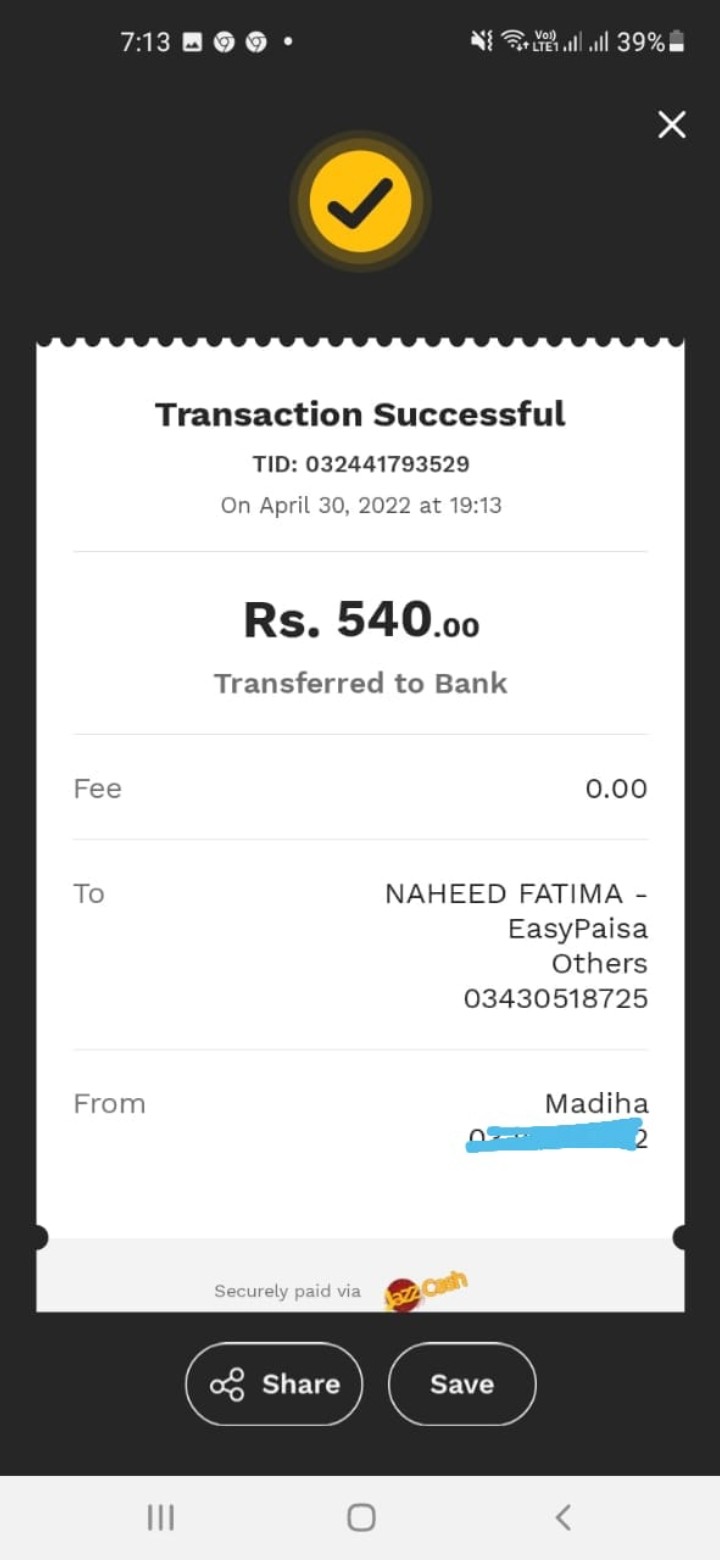 7:13
Vo)) LTE1 39%
Transaction Successful
TID: 032441793529
On April 30, 2022 at 19:13
Rs. 540.00
Transferred to Bank
Fee 0.00
To NAHEED FATIMA -
EasyPaisa
Others
03430518725
From Madiha
Securely paid via JazzCash
Share Save